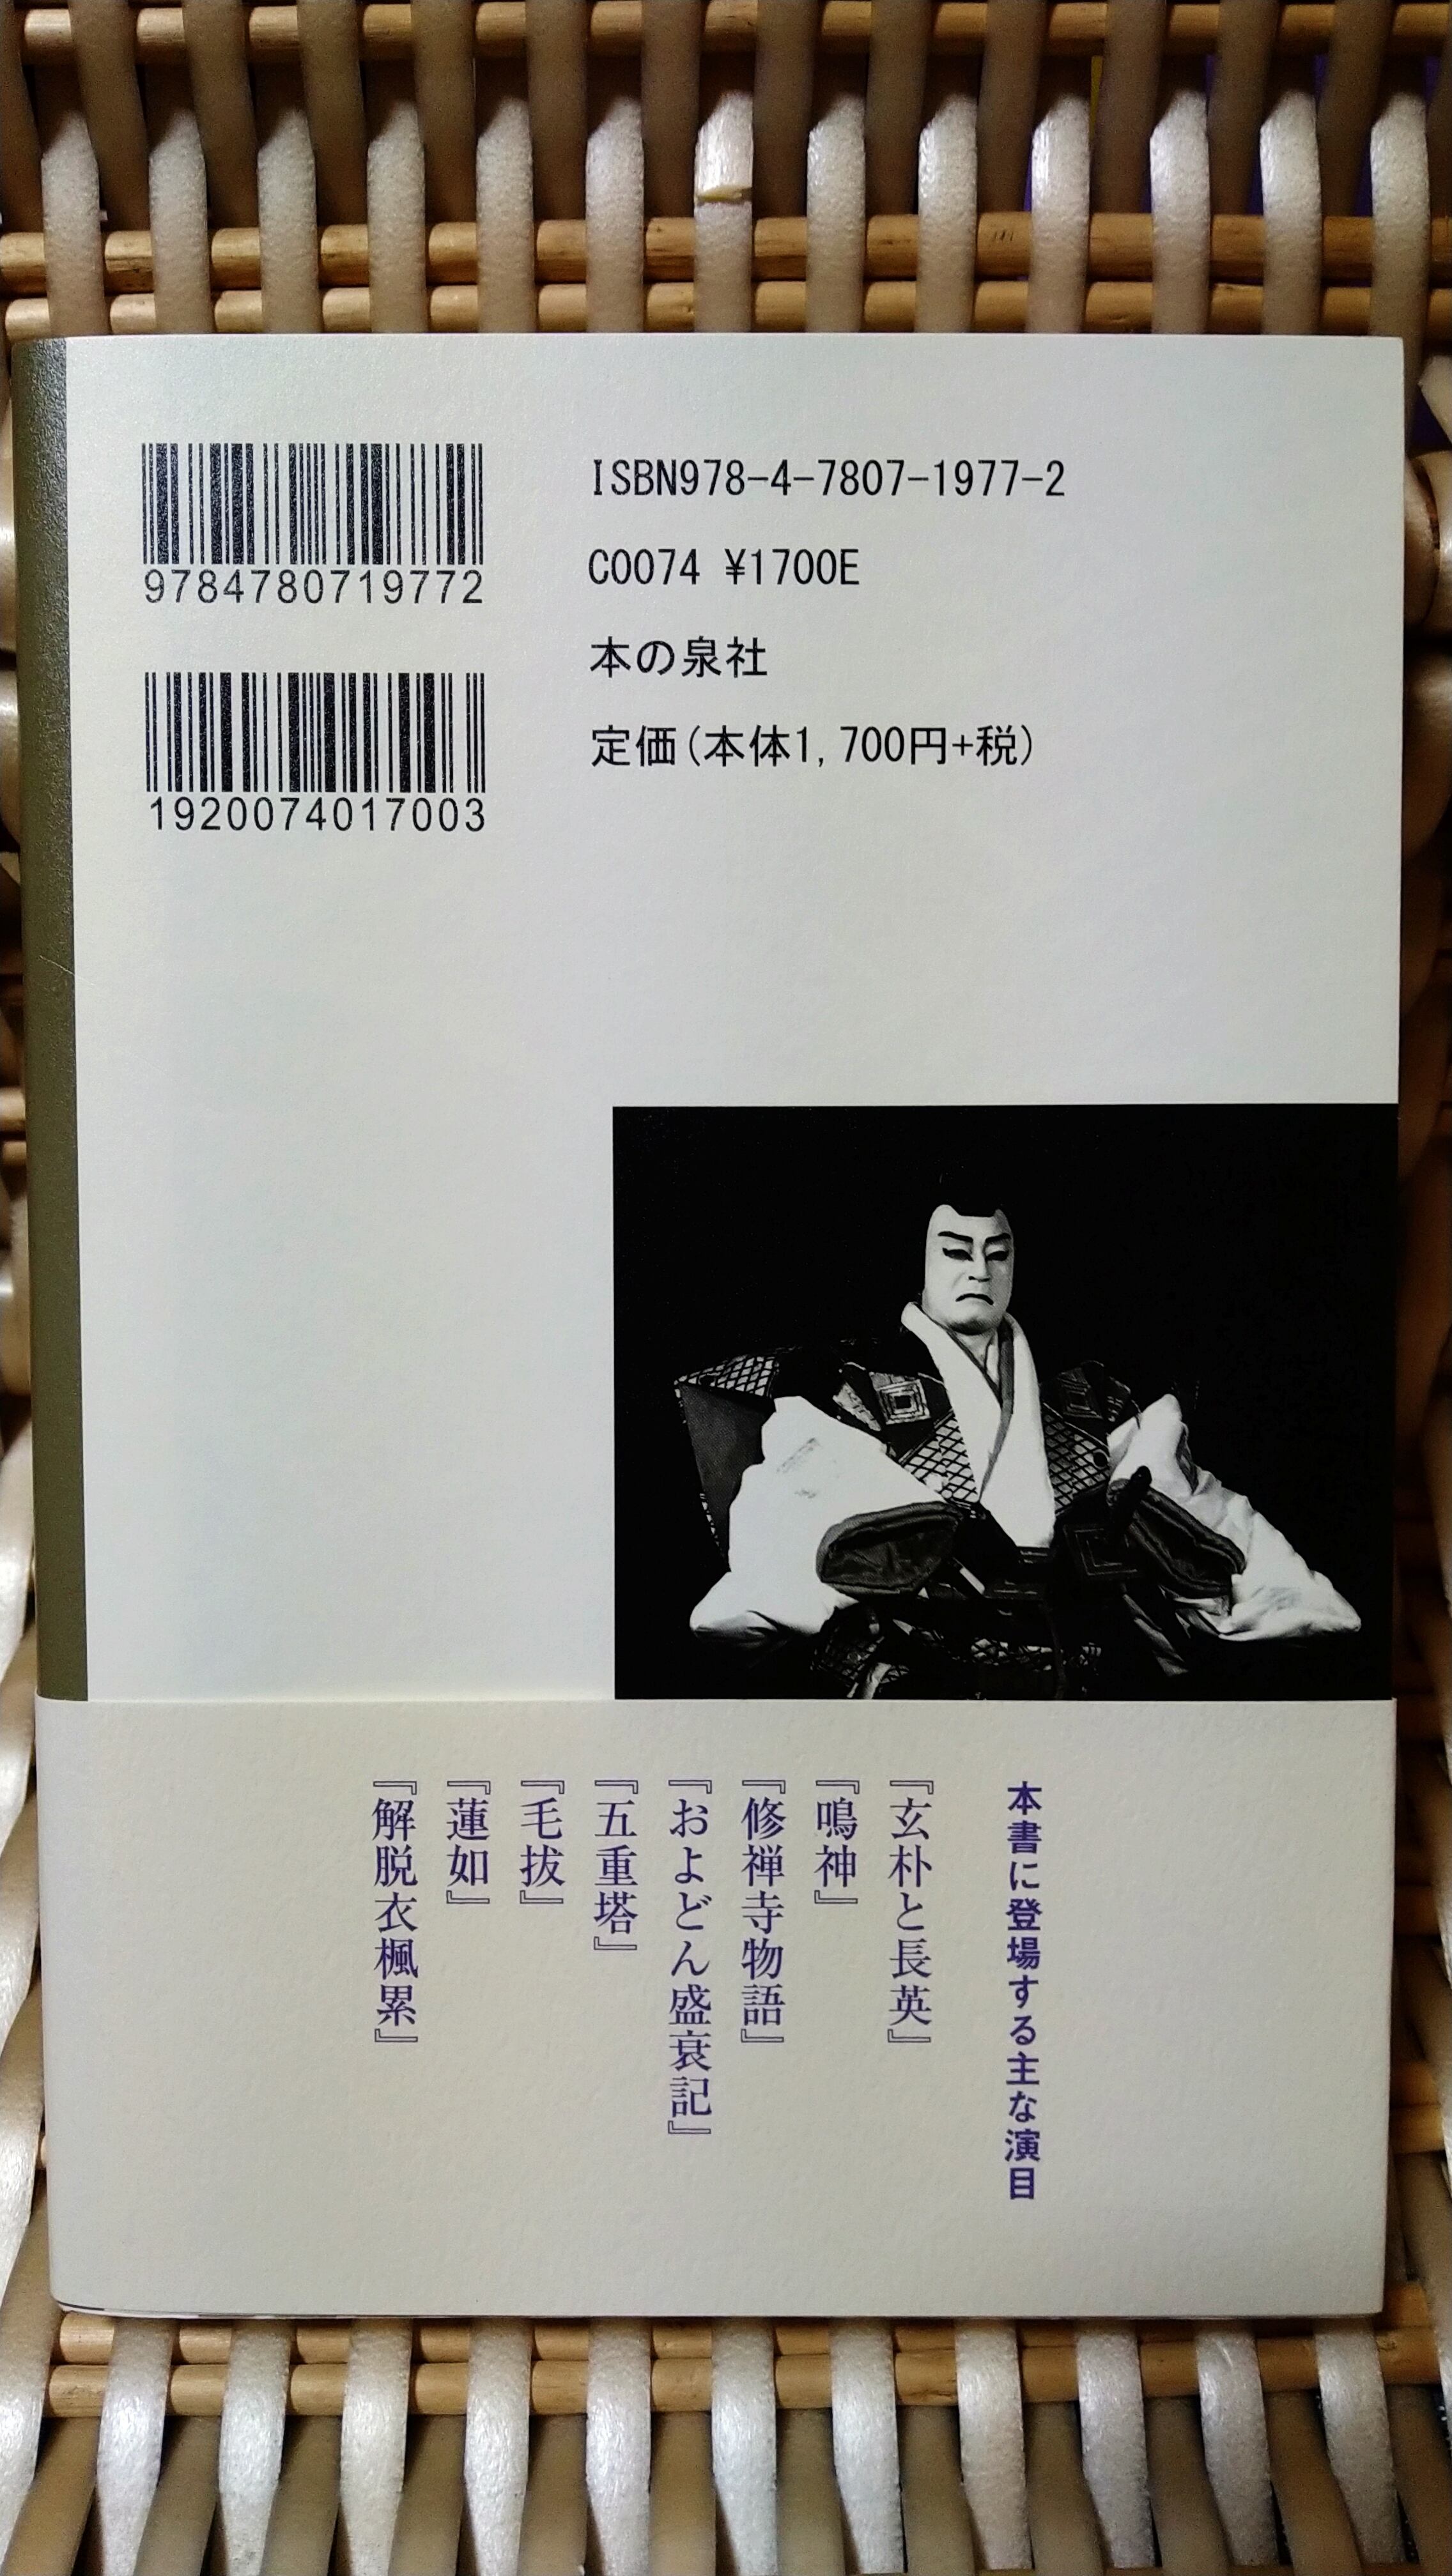 9784780719772
1920074017003
ISBN978-4-7807-1977-2
C0074 ¥1700E
本の泉社
定価(本体1,700円+税)
本書に登場する主な演目
『玄朴と長英』
『鳴神』
『修禅寺物語』
『およどん盛衰記』
『五重塔』
『毛抜』
『蓮如』
『解脱衣楓累』